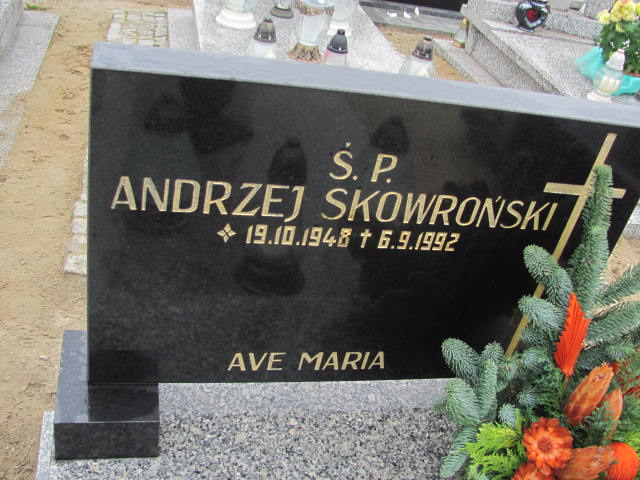 Ś. P.
ANDRZEJ SKOWROŃSKI
19.10.1948 † 6.9.1992
AVE MARIA